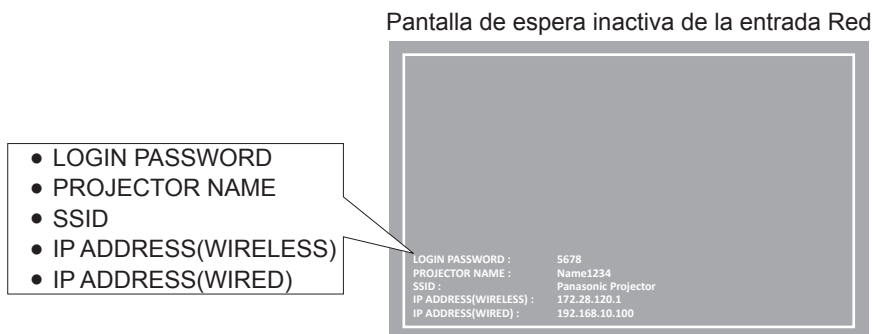 Pantalla de espera inactiva de la entrada Red
• LOGIN PASSWORD
• PROJECTOR NAME
• SSID
• IP ADDRESS(WIRELESS)
• IP ADDRESS(WIRED)
LOGIN PASSWORD : 5678
PROJECTOR NAME : Name1234
SSID : Panasonic Projector
IP ADDRESS(WIRELESS) : 172.28.120.1
IP ADDRESS(WIRED) : 192.168.10.100